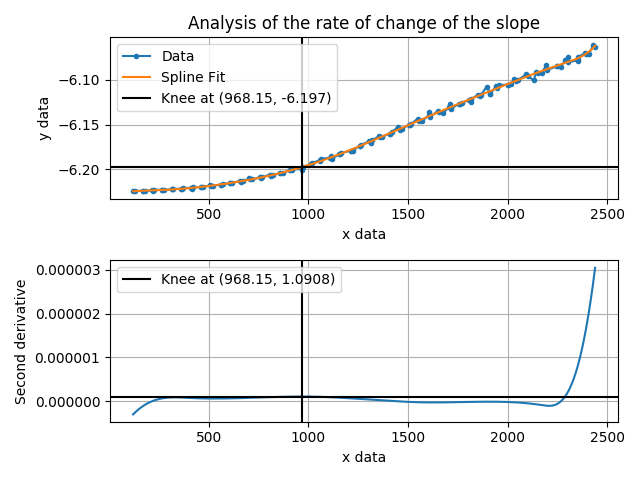 Analysis of the rate of change of the slope
Data
Spline Fit
Knee at (968.15, -6.197)
y data
−6.10
−6.15
−6.20
500
1000
1500
2000
2500
x data
Knee at (968.15, 1.0908)
Second derivative
0.000003
0.000002
0.000001
0.000000
500
1000
1500
2000
2500
x data